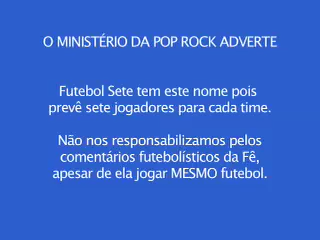 O MINISTÉRIO DA POP ROCK ADVERTE
Futebol Sete tem este nome pois
prevê sete jogadores para cada time.
Não nos responsabilizamos pelos
comentários futebolísticos da Fê,
apesar de ela jogar MESMO futebol.